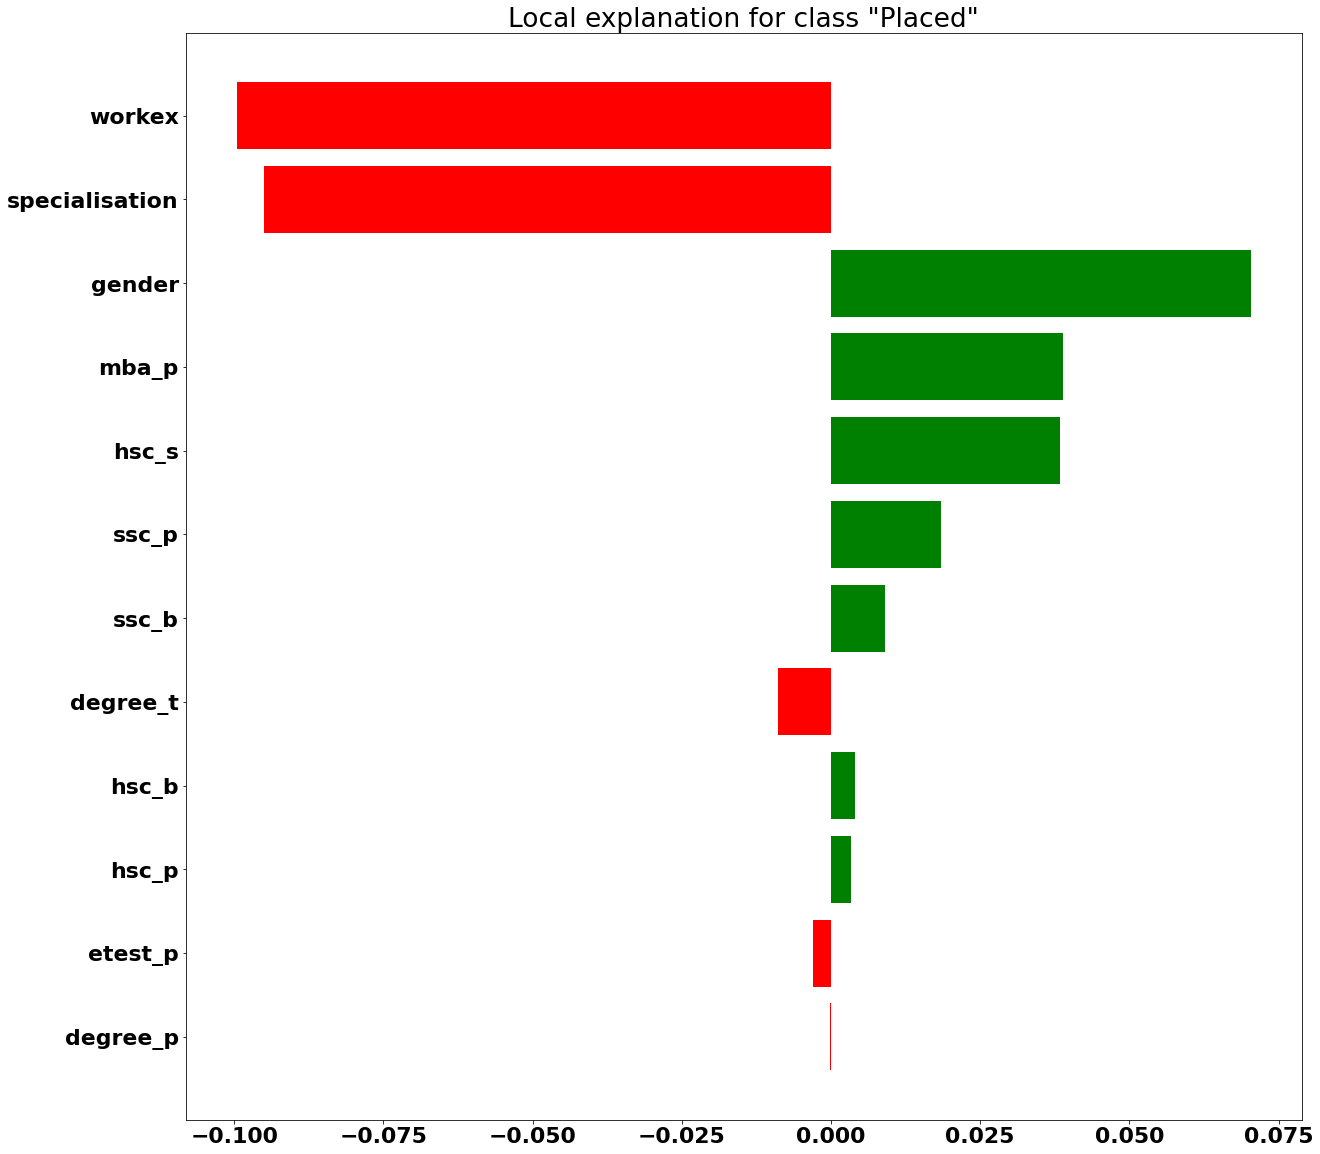 Local explanation for class "Placed"
workex
specialisation
gender
mba_p
hsc_s
ssc_p
ssc_b
degree_t
hsc_b
hsc_p
etest_p
degree_p
−0.100 −0.075 −0.050 −0.025 0.000 0.025 0.050 0.075